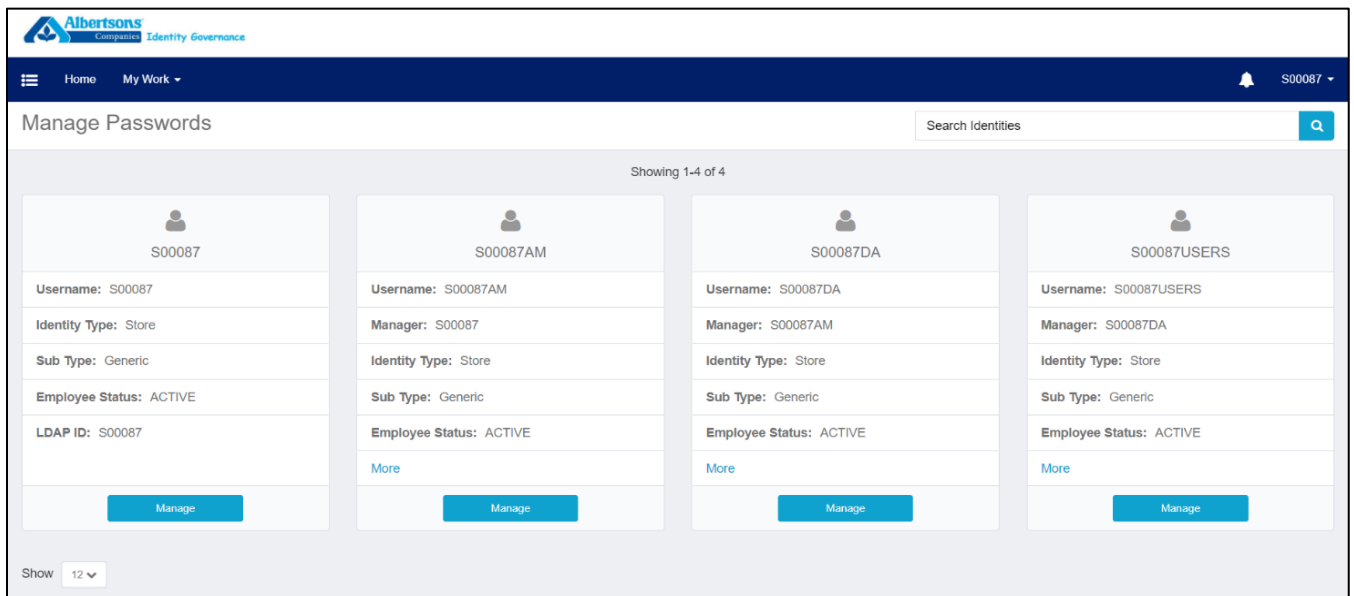 Albertsons
Companies Identity Governance
Home My Work S00087
Manage Passwords Search Identities
Showing 1-4 of 4
S00087 S00087AM S00087DA S00087USERS
Username: S00087 Username: S00087AM Username: S00087DA Username: S00087USERS
Identity Type: Store Manager: S00087 Manager: S00087AM Manager: S00087DA
Sub Type: Generic Identity Type: Store Identity Type: Store Identity Type: Store
Employee Status: ACTIVE Sub Type: Generic Sub Type: Generic Sub Type: Generic
LDAP ID: S00087 Employee Status: ACTIVE Employee Status: ACTIVE Employee Status: ACTIVE
More More More
Manage Manage Manage Manage
Show 12